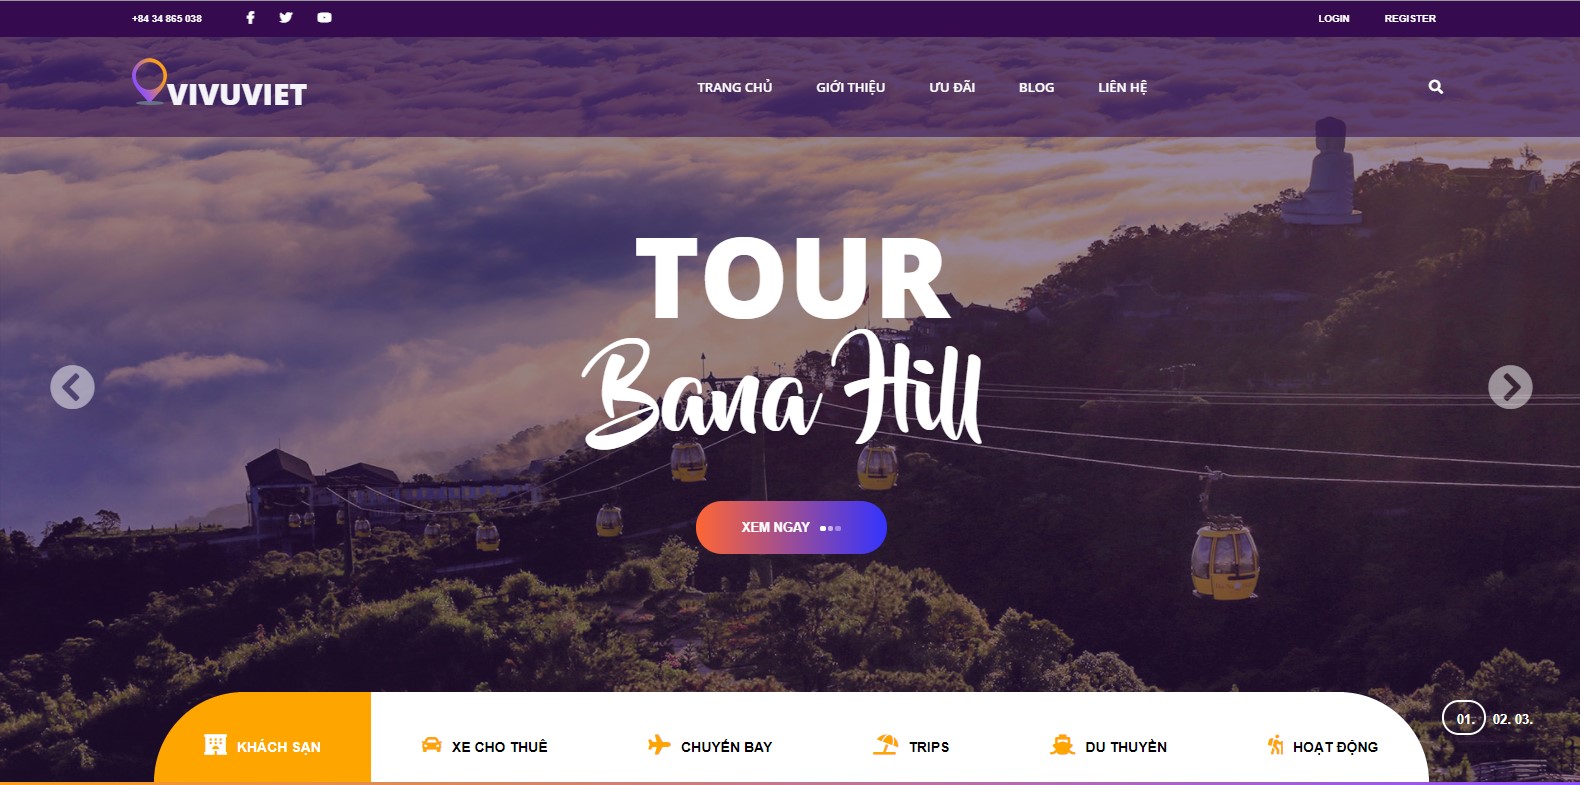 +84 34 865 038
LOGIN REGISTER
VIVUVIET
TRANG CHỦ GIỚI THIỆU ƯU ĐÃI BLOG LIÊN HỆ
TOUR
Bana Hill
XEM NGAY
01. 02. 03.
KHÁCH SẠN XE CHO THUÊ CHUYẾN BAY TRIPS DU THUYỀN HOẠT ĐỘNG